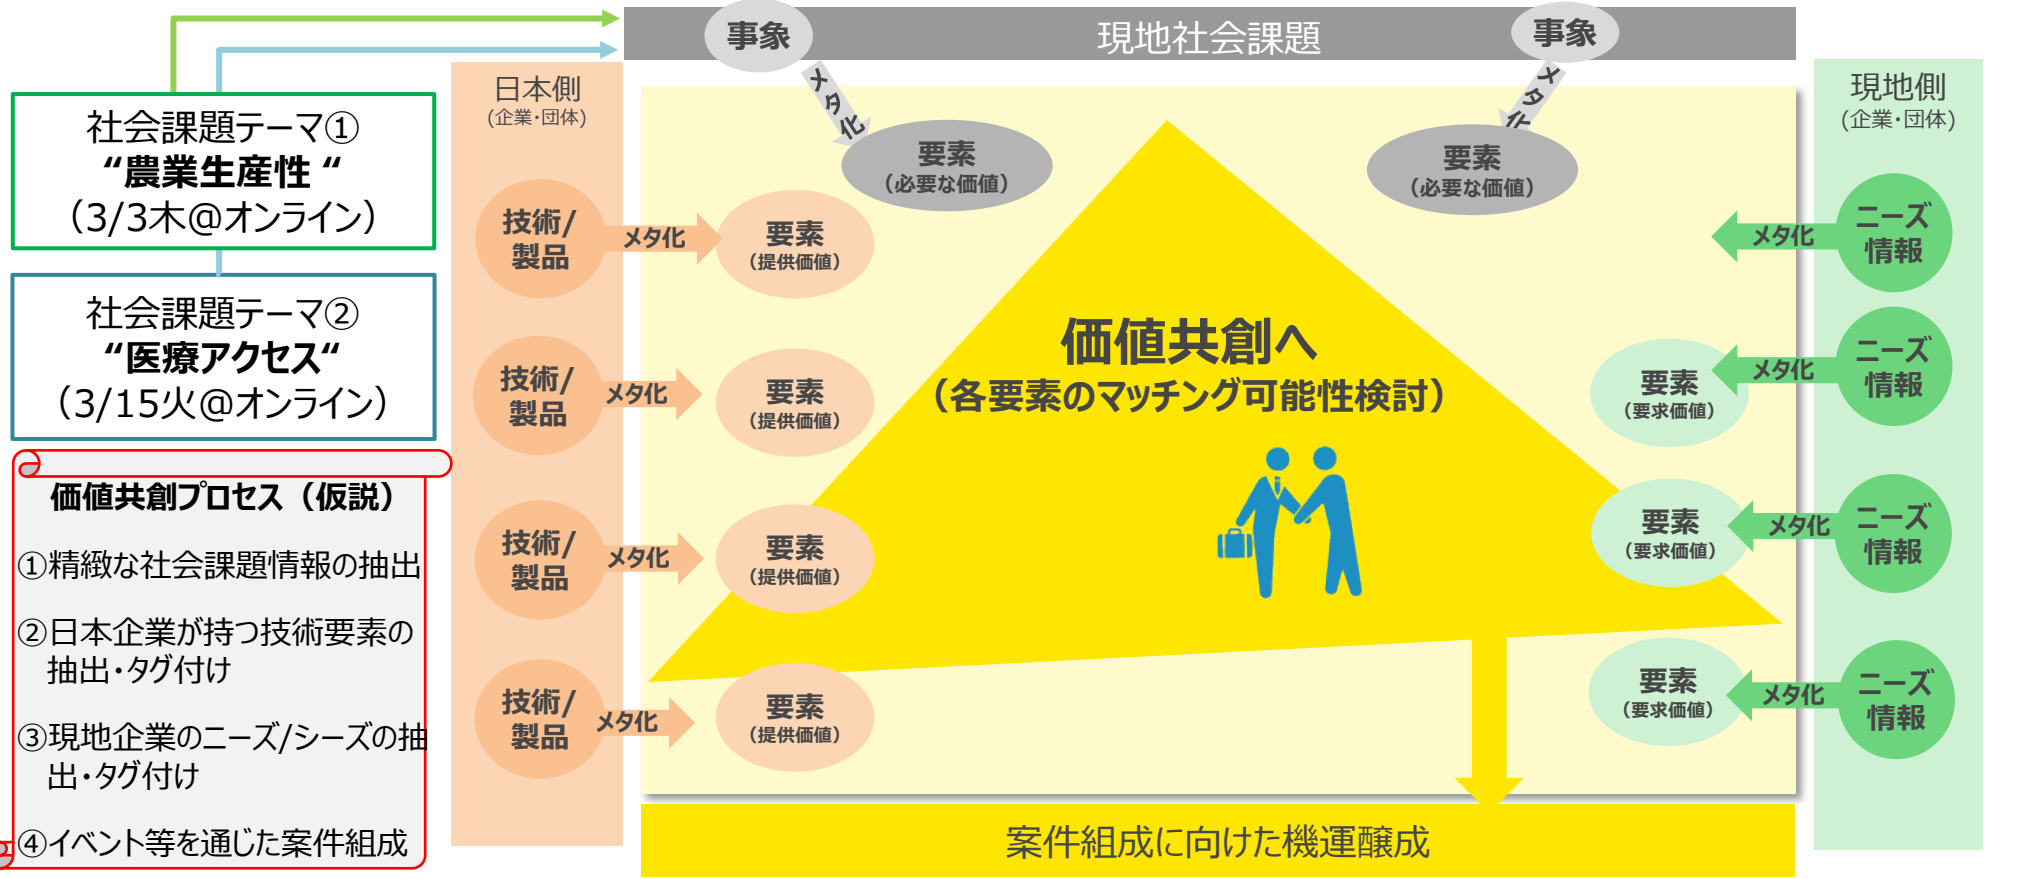 現地社会課題
事象
事象
メタ化
メタ化
要素
(必要な価値)
要素
(必要な価値)
社会課題テーマ①
“農業生産性 “
(3/3木@オンライン)
社会課題テーマ②
“医療アクセス“
(3/15火@オンライン)
価値共創プロセス(仮説)
①精緻な社会課題情報の抽出
②日本企業が持つ技術要素の
抽出・タグ付け
③現地企業のニーズ/シーズの抽
出・タグ付け
④イベント等を通じた案件組成
日本側
(企業・団体)
技術/
製品
メタ化
要素
(提供価値)
技術/
製品
メタ化
要素
(提供価値)
技術/
製品
メタ化
要素
(提供価値)
技術/
製品
メタ化
要素
(提供価値)
価値共創へ
(各要素のマッチング可能性検討)
現地側
(企業・団体)
メタ化
ニーズ
情報
要素
(要求価値)
メタ化
ニーズ
情報
要素
(要求価値)
メタ化
ニーズ
情報
要素
(要求価値)
メタ化
ニーズ
情報
案件組成に向けた機運醸成